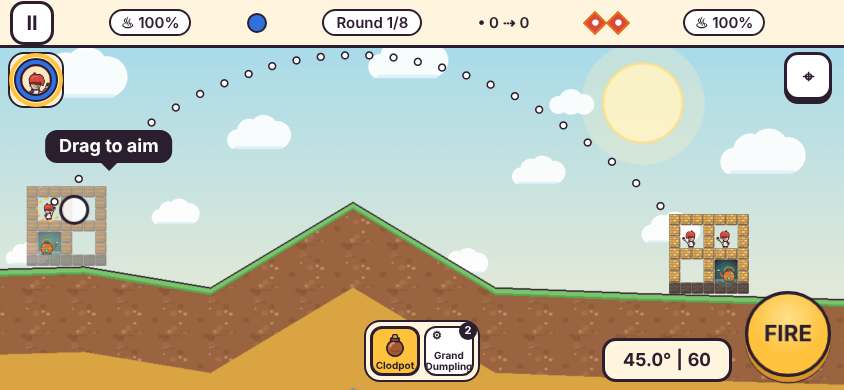 100%
Round 1/8
• 0 ⇢ 0
100%
Drag to aim
Clodpot
2
Grand
Dumpling
45.0° | 60
FIRE